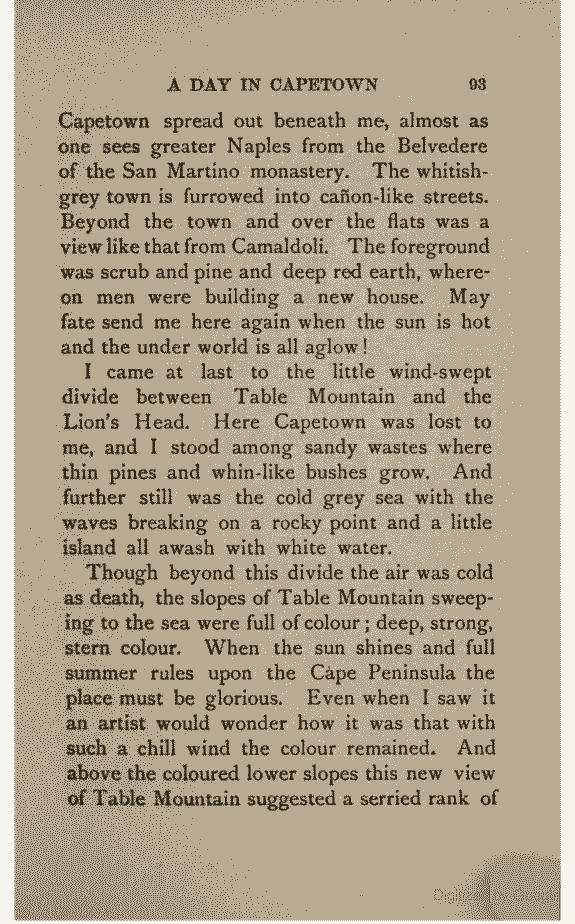 A DAY IN CAPETOWN 93
Capetown spread out beneath me, almost as
one sees greater Naples from the Belvedere
of the San Martino monastery. The whitish-
grey town is furrowed into cañon-like streets.
Beyond the town and over the flats was a
view like that from Camaldoli. The foreground
was scrub and pine and deep red earth, where-
on men were building a new house. May
fate send me here again when the sun is hot
and the under world is all aglow!
I came at last to the little wind-swept
divide between Table Mountain and the
Lion's Head. Here Capetown was lost to
me, and I stood among sandy wastes where
thin pines and whin-like bushes grow. And
further still was the cold grey sea with the
waves breaking on a rocky point and a little
island all awash with white water.
Though beyond this divide the air was cold
as death, the slopes of Table Mountain sweep-
ing to the sea were full of colour; deep, strong,
stern colour. When the sun shines and full
summer rules upon the Cape Peninsula the
place must be glorious. Even when I saw it
an artist would wonder how it was that with
such a chill wind the colour remained. And
above the coloured lower slopes this new view
of Table Mountain suggested a serried rank of
Digitized by Google